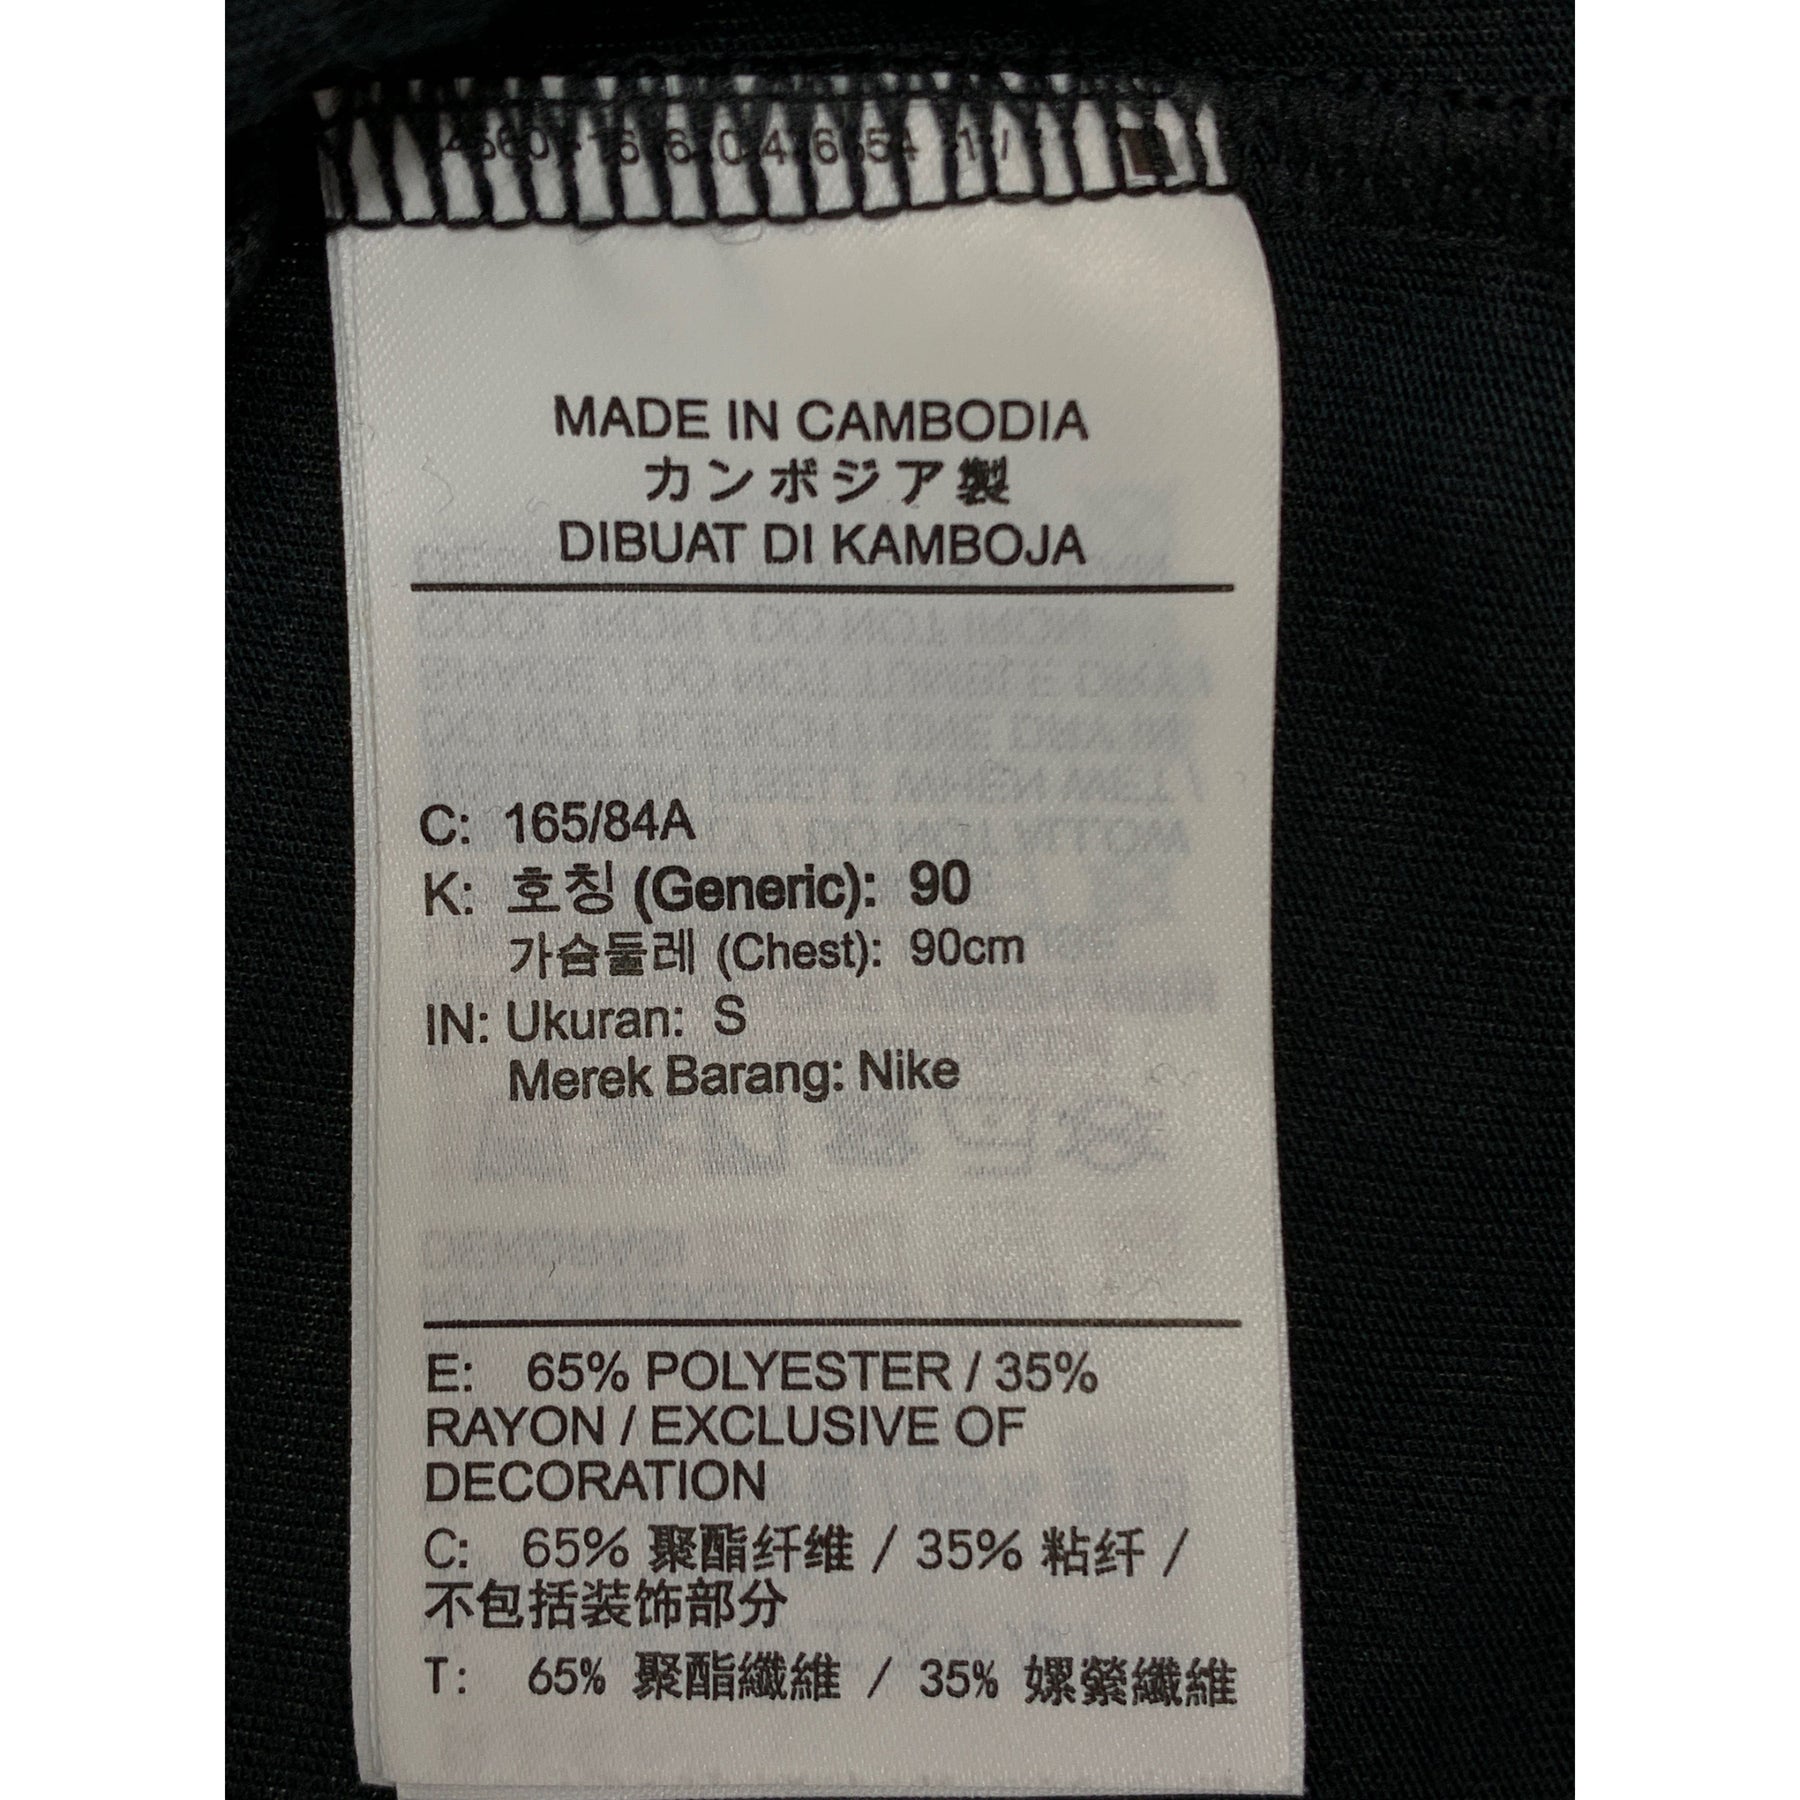 MADE IN CAMBODIA
カンボジア製
DIBUAT DI KAMBOJA
C: 165/84A
K: 호칭 (Generic): 90
가슴둘레 (Chest): 90cm
IN: Ukuran: S
Merek Barang: Nike
E: 65% POLYESTER / 35%
RAYON / EXCLUSIVE OF
DECORATION
C: 65% 聚酯纤维 / 35% 粘纤 /
不包括装饰部分
T: 65% 聚酯纖維 / 35% 嫘縈纖維